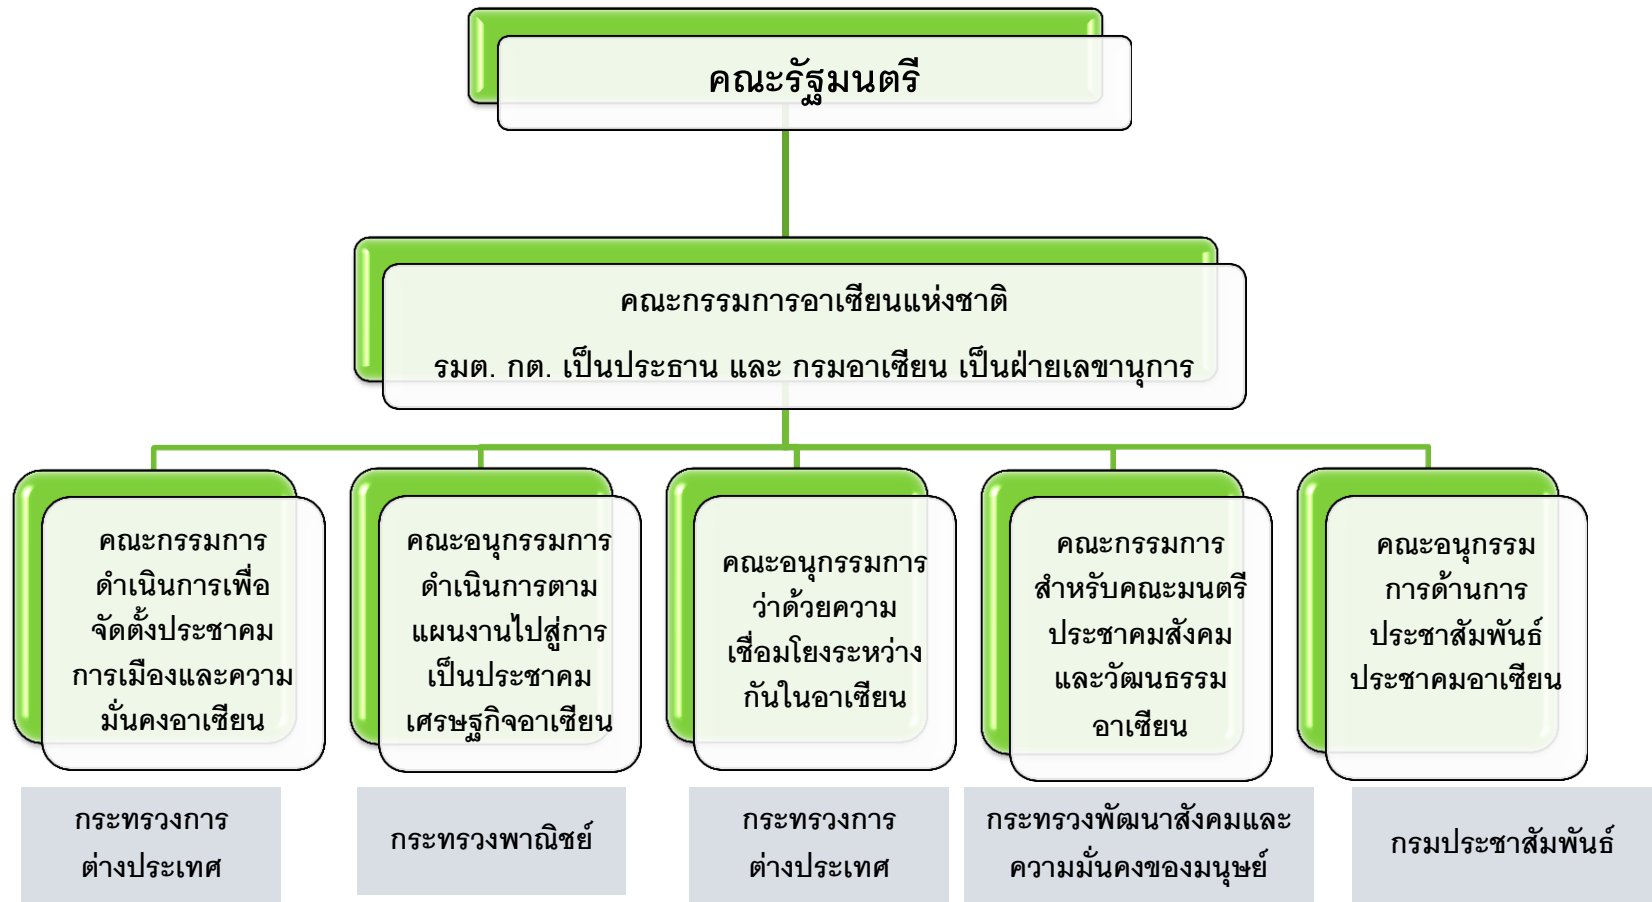 คณะรัฐมนตรี
คณะกรรมการอาเซียนแห่งชาติ
รมต. กต. เป็นประธาน และ กรมอาเซียน เป็นฝ่ายเลขานุการ
คณะกรรมการ
ดำเนินการเพื่อ
จัดตั้งประชาคม
การเมืองและความ
มั่นคงอาเซียน
คณะอนุกรรมการ
ดำเนินการตาม
แผนงานไปสู่การ
เป็นประชาคม
เศรษฐกิจอาเซียน
คณะอนุกรรมการ
ว่าด้วยความ
เชื่อมโยงระหว่าง
กันในอาเซียน
คณะกรรมการ
สำหรับคณะมนตรี
ประชาคมสังคม
และวัฒนธรรม
อาเซียน
คณะอนุกรรม
การด้านการ
ประชาสัมพันธ์
ประชาคมอาเซียน
กระทรวงการ
ต่างประเทศ
กระทรวงพาณิชย์
กระทรวงการ
ต่างประเทศ
กระทรวงพัฒนาสังคมและ
ความมั่นคงของมนุษย์
กรมประชาสัมพันธ์